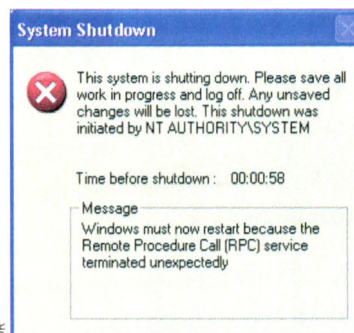 System Shutdown
This system is shutting down. Please save all
work in progress and log off. Any unsaved
changes will be lost. This shutdown was
initiated by NT AUTHORITY\SYSTEM
Time before shutdown : 00:00:58
Message
Windows must now restart because the
Remote Procedure Call (RPC) service
terminated unexpectedly